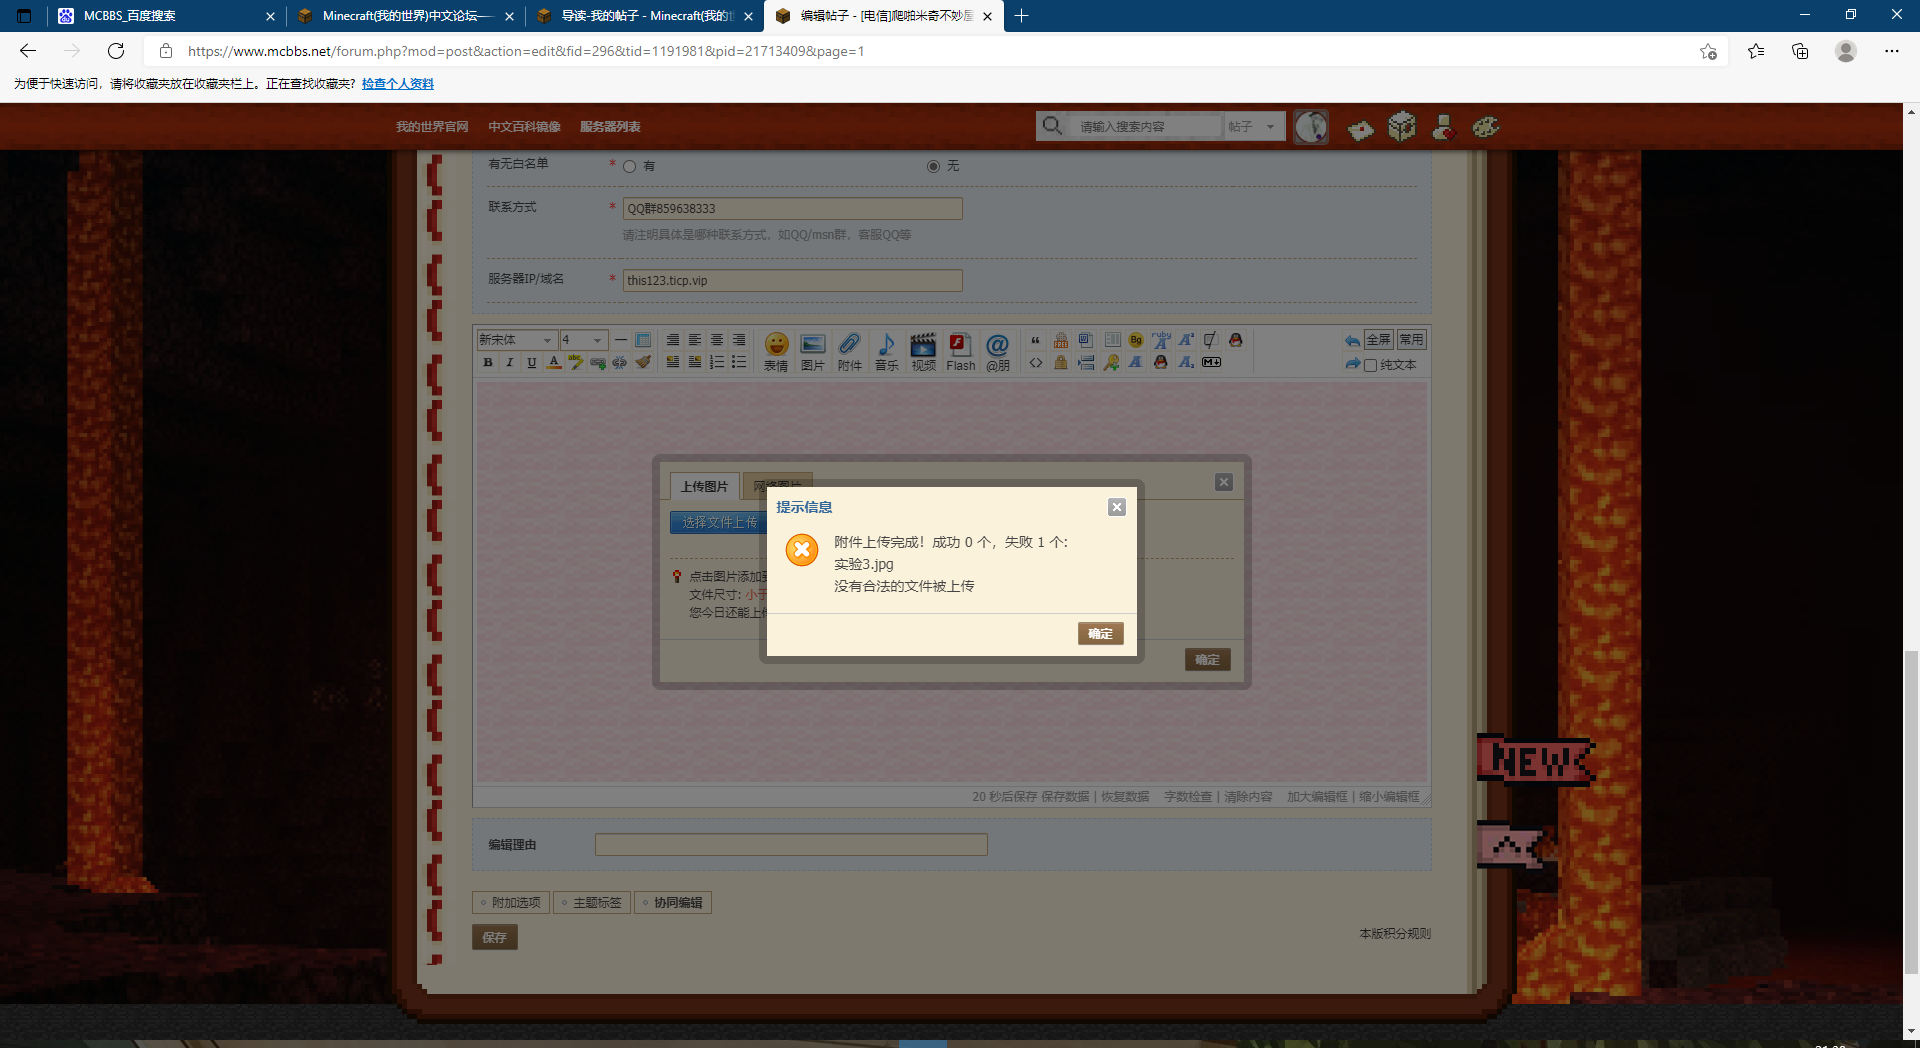 MCBBS_百度搜索
Minecraft(我的世界)中文论坛—
导读-我的帖子 - Minecraft(我的
编辑帖子 - [电信]爬啪米奇不妙屋
https://www.mcbbs.net/forum.php?mod=post&action=edit&fid=296&tid=1191981&pid=21713409&page=1
为便于快速访问，请将收藏夹放在收藏夹栏上。正在查找收藏夹? 检查个人资料
我的世界官网 中文百科镜像 服务器列表
请输入搜索内容 帖子
有无白名单 * 有 无
联系方式 * QQ群859638333
请注明具体是哪种联系方式，如QQ/msn群，客服QQ等
服务器IP/域名 * this123.ticp.vip
新宋体 4 全屏 常用
B I U A 表情 图片 附件 音乐 视频 Flash @朋 纯文本
上传图片 网络图片
选择文件上传
点击图片添加到
文件尺寸: 小于
您今日还能上传
确定
提示信息
附件上传完成！成功 0 个，失败 1 个:
实验3.jpg
没有合法的文件被上传
确定
NEW
20 秒后保存 保存数据 | 恢复数据 字数检查 | 清除内容 加大编辑框 | 缩小编辑框
编辑理由
附加选项 主题标签 协同编辑
保存 本版积分规则